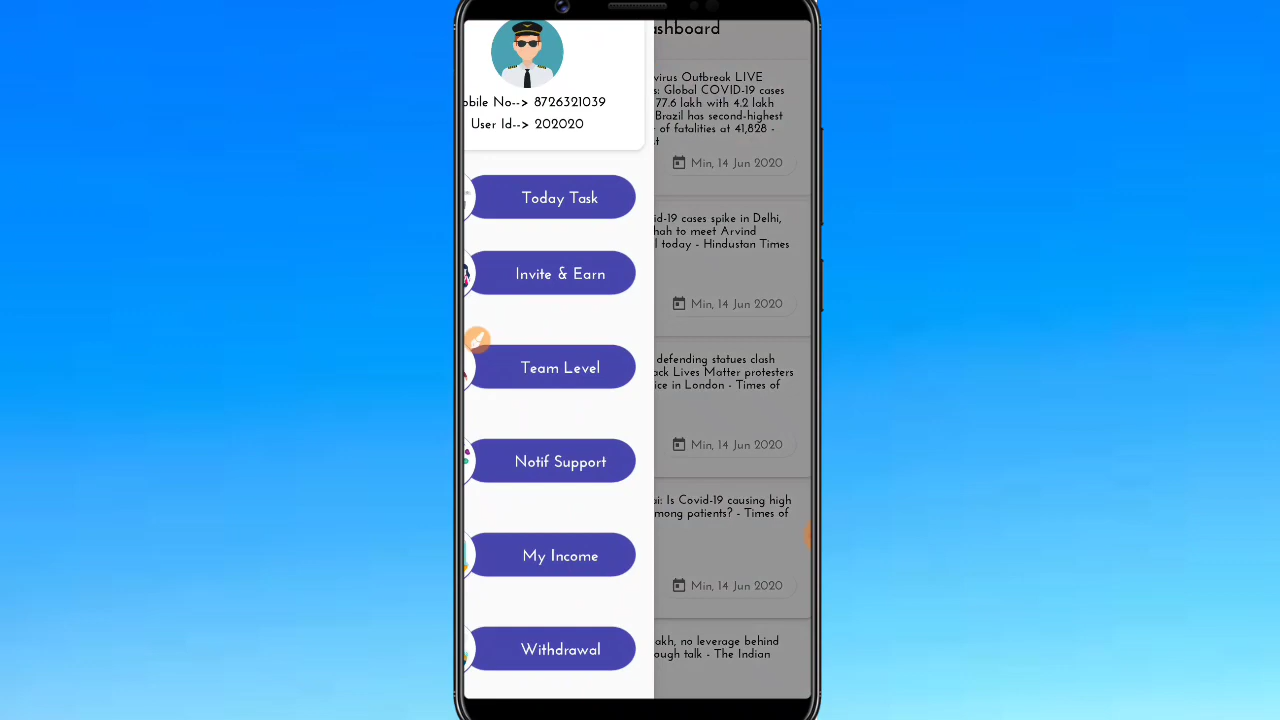 ashboard
obile No--> 8726321039
User Id--> 202020
Today Task
Invite & Earn
Team Level
Notif Support
My Income
Withdrawal
virus Outbreak LIVE
s: Global COVID-19 cases
77.6 lakh with 4.2 lakh
Brazil has second-highest
of fatalities at 41,828 -
st
Min, 14 Jun 2020
id-19 cases spike in Delhi,
hah to meet Arvind
l today - Hindustan Times
Min, 14 Jun 2020
defending statues clash
ack Lives Matter protesters
ice in London - Times of
Min, 14 Jun 2020
ai: Is Covid-19 causing high
mong patients? - Times of
Min, 14 Jun 2020
akh, no leverage behind
ough talk - The Indian